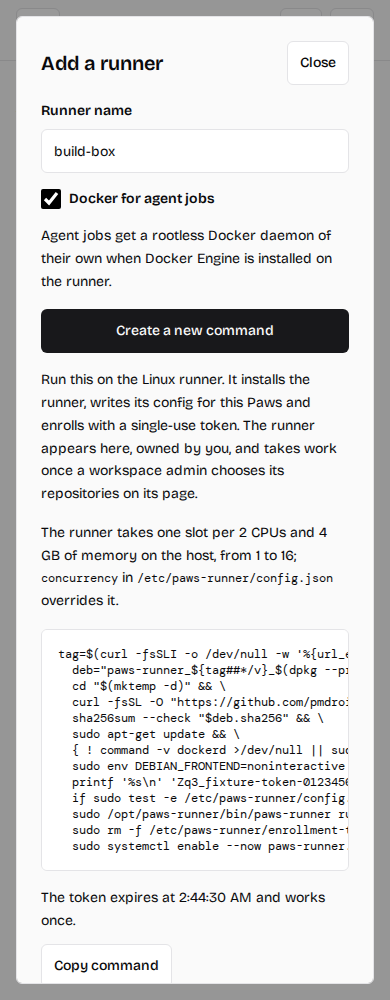 Add a runner
Close
Runner name
build-box
Docker for agent jobs
Agent jobs get a rootless Docker daemon of
their own when Docker Engine is installed on
the runner.
Create a new command
Run this on the Linux runner. It installs the
runner, writes its config for this Paws and
enrolls with a single-use token. The runner
appears here, owned by you, and takes work
once a workspace admin chooses its
repositories on its page.
The runner takes one slot per 2 CPUs and 4
GB of memory on the host, from 1 to 16;
concurrency in /etc/paws-runner/config.json
overrides it.
tag=$(curl -fsSLI -o /dev/null -w '%{url_e
deb="paws-runner_${tag##*/v}_$(dpkg --pr
cd "$(mktemp -d)" && \
curl -fsSL -O "https://github.com/pmdroi
sha256sum --check "$deb.sha256" && \
sudo apt-get update && \
{ ! command -v dockerd >/dev/null || sud
sudo env DEBIAN_FRONTEND=noninteractive
printf '%s\n' 'Zq3_fixture-token-0123456
if sudo test -e /etc/paws-runner/config.
sudo /opt/paws-runner/bin/paws-runner ru
sudo rm -f /etc/paws-runner/enrollment-t
sudo systemctl enable --now paws-runner.
The token expires at 2:44:30 AM and works
once.
Copy command